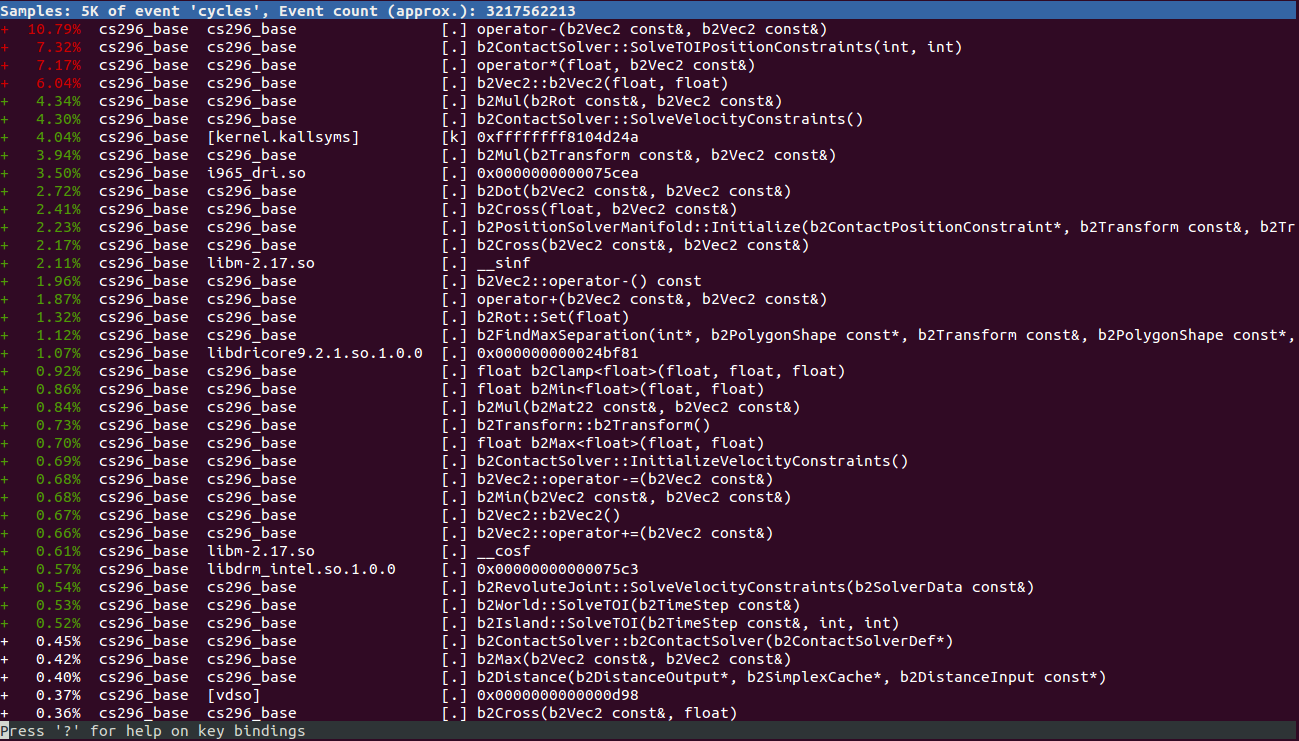 Samples: 5K of event 'cycles', Event count (approx.): 3217562213
+ 10.79% cs296_base cs296_base [.] operator-(b2Vec2 const&, b2Vec2 const&)
+ 7.32% cs296_base cs296_base [.] b2ContactSolver::SolveTOIPositionConstraints(int, int)
+ 7.17% cs296_base cs296_base [.] operator*(float, b2Vec2 const&)
+ 6.04% cs296_base cs296_base [.] b2Vec2::b2Vec2(float, float)
+ 4.34% cs296_base cs296_base [.] b2Mul(b2Rot const&, b2Vec2 const&)
+ 4.30% cs296_base cs296_base [.] b2ContactSolver::SolveVelocityConstraints()
+ 4.04% cs296_base [kernel.kallsyms] [k] 0xffffffff8104d24a
+ 3.94% cs296_base cs296_base [.] b2Mul(b2Transform const&, b2Vec2 const&)
+ 3.50% cs296_base i965_dri.so [.] 0x0000000000075cea
+ 2.72% cs296_base cs296_base [.] b2Dot(b2Vec2 const&, b2Vec2 const&)
+ 2.41% cs296_base cs296_base [.] b2Cross(float, b2Vec2 const&)
+ 2.23% cs296_base cs296_base [.] b2PositionSolverManifold::Initialize(b2ContactPositionConstraint*, b2Transform const&, b2Tr
+ 2.17% cs296_base cs296_base [.] b2Cross(b2Vec2 const&, b2Vec2 const&)
+ 2.11% cs296_base libm-2.17.so [.] __sinf
+ 1.96% cs296_base cs296_base [.] b2Vec2::operator-() const
+ 1.87% cs296_base cs296_base [.] operator+(b2Vec2 const&, b2Vec2 const&)
+ 1.32% cs296_base cs296_base [.] b2Rot::Set(float)
+ 1.12% cs296_base cs296_base [.] b2FindMaxSeparation(int*, b2PolygonShape const*, b2Transform const&, b2PolygonShape const*,
+ 1.07% cs296_base libdricore9.2.1.so.1.0.0 [.] 0x000000000024bf81
+ 0.92% cs296_base cs296_base [.] float b2Clamp<float>(float, float, float)
+ 0.86% cs296_base cs296_base [.] float b2Min<float>(float, float)
+ 0.84% cs296_base cs296_base [.] b2Mul(b2Mat22 const&, b2Vec2 const&)
+ 0.73% cs296_base cs296_base [.] b2Transform::b2Transform()
+ 0.70% cs296_base cs296_base [.] float b2Max<float>(float, float)
+ 0.69% cs296_base cs296_base [.] b2ContactSolver::InitializeVelocityConstraints()
+ 0.68% cs296_base cs296_base [.] b2Vec2::operator-=(b2Vec2 const&)
+ 0.68% cs296_base cs296_base [.] b2Min(b2Vec2 const&, b2Vec2 const&)
+ 0.67% cs296_base cs296_base [.] b2Vec2::b2Vec2()
+ 0.66% cs296_base cs296_base [.] b2Vec2::operator+=(b2Vec2 const&)
+ 0.61% cs296_base libm-2.17.so [.] __cosf
+ 0.57% cs296_base libdrm_intel.so.1.0.0 [.] 0x00000000000075c3
+ 0.54% cs296_base cs296_base [.] b2RevoluteJoint::SolveVelocityConstraints(b2SolverData const&)
+ 0.53% cs296_base cs296_base [.] b2World::SolveTOI(b2TimeStep const&)
+ 0.52% cs296_base cs296_base [.] b2Island::SolveTOI(b2TimeStep const&, int, int)
+ 0.45% cs296_base cs296_base [.] b2ContactSolver::b2ContactSolver(b2ContactSolverDef*)
+ 0.42% cs296_base cs296_base [.] b2Max(b2Vec2 const&, b2Vec2 const&)
+ 0.40% cs296_base cs296_base [.] b2Distance(b2DistanceOutput*, b2SimplexCache*, b2DistanceInput const*)
+ 0.37% cs296_base [vdso] [.] 0x0000000000000d98
+ 0.36% cs296_base cs296_base [.] b2Cross(b2Vec2 const&, float)
Press '?' for help on key bindings